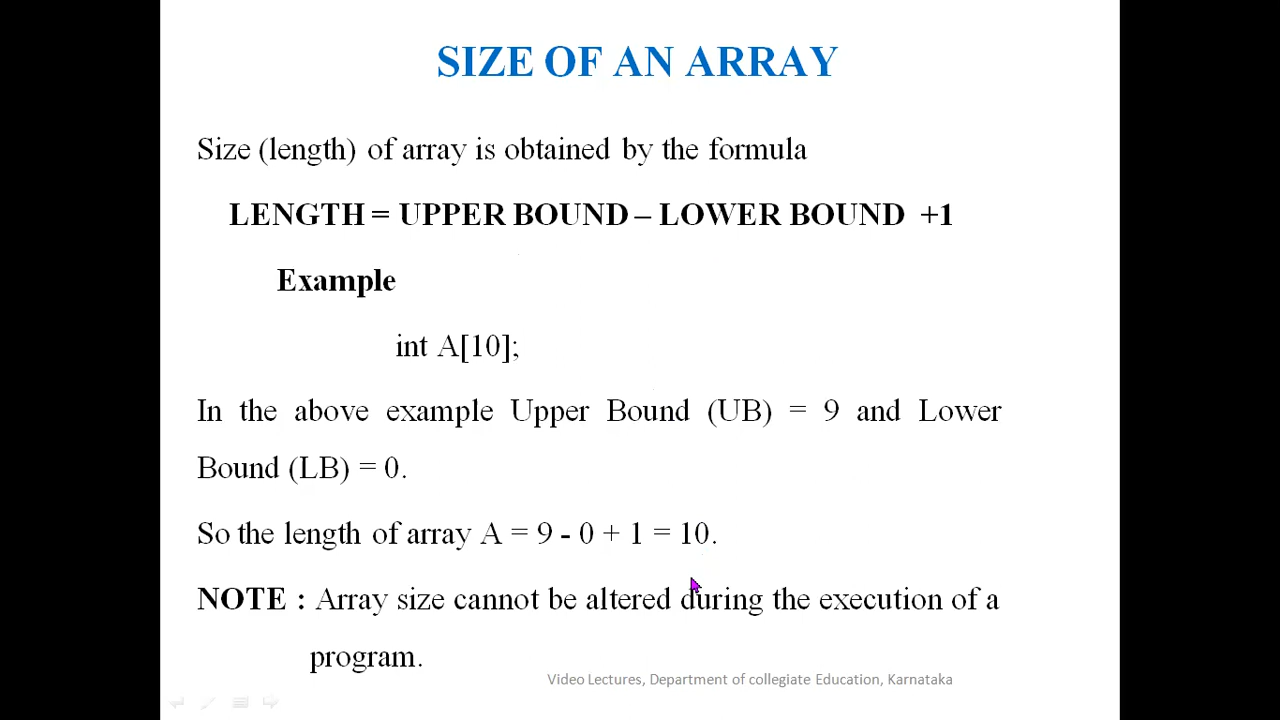 SIZE OF AN ARRAY
Size (length) of array is obtained by the formula
LENGTH = UPPER BOUND – LOWER BOUND +1
Example
int A[10];
In the above example Upper Bound (UB) = 9 and Lower
Bound (LB) = 0.
So the length of array A = 9 - 0 + 1 = 10.
NOTE : Array size cannot be altered during the execution of a
program.
Video Lectures, Department of collegiate Education, Karnataka